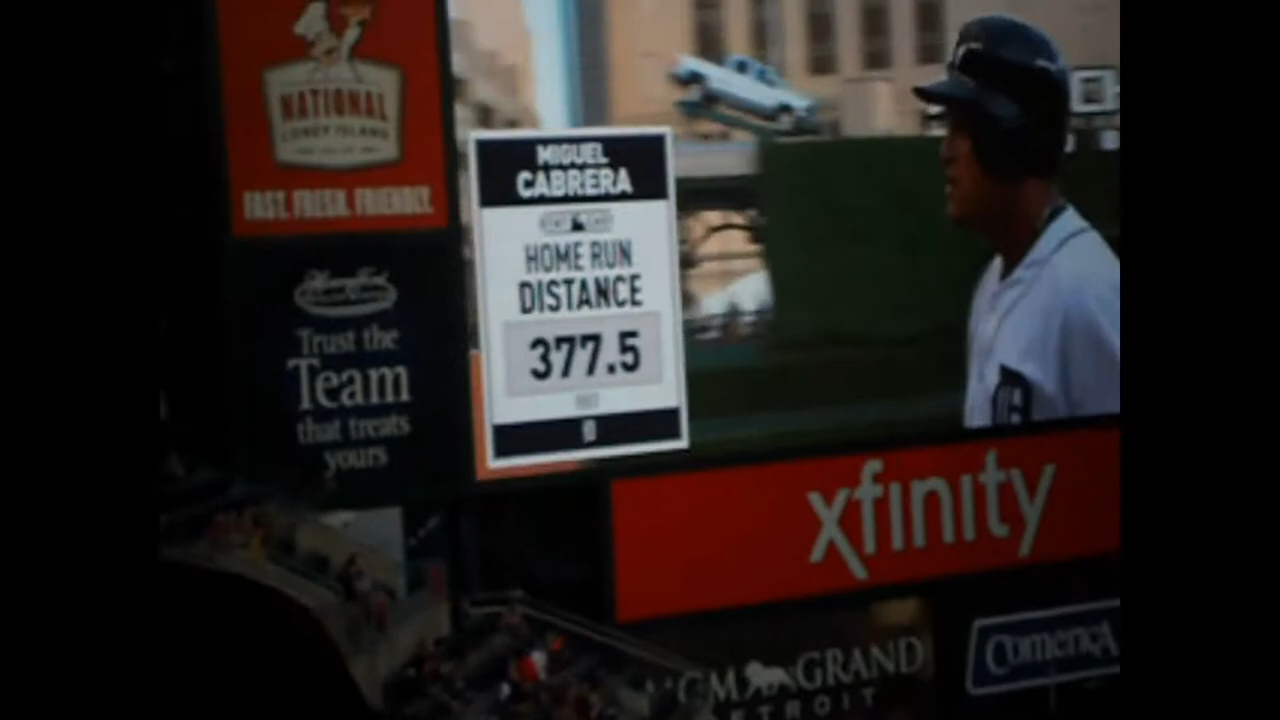 NATIONAL
CONEY ISLAND
FAST. FRESH. FRIENDLY.
Trust the
Team
that treats
yours
MIGUEL
CABRERA
HOME RUN
DISTANCE
377.5
xfinity
MGM GRAND
DETROIT
ComericA